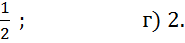 1/2 ; г) 2.